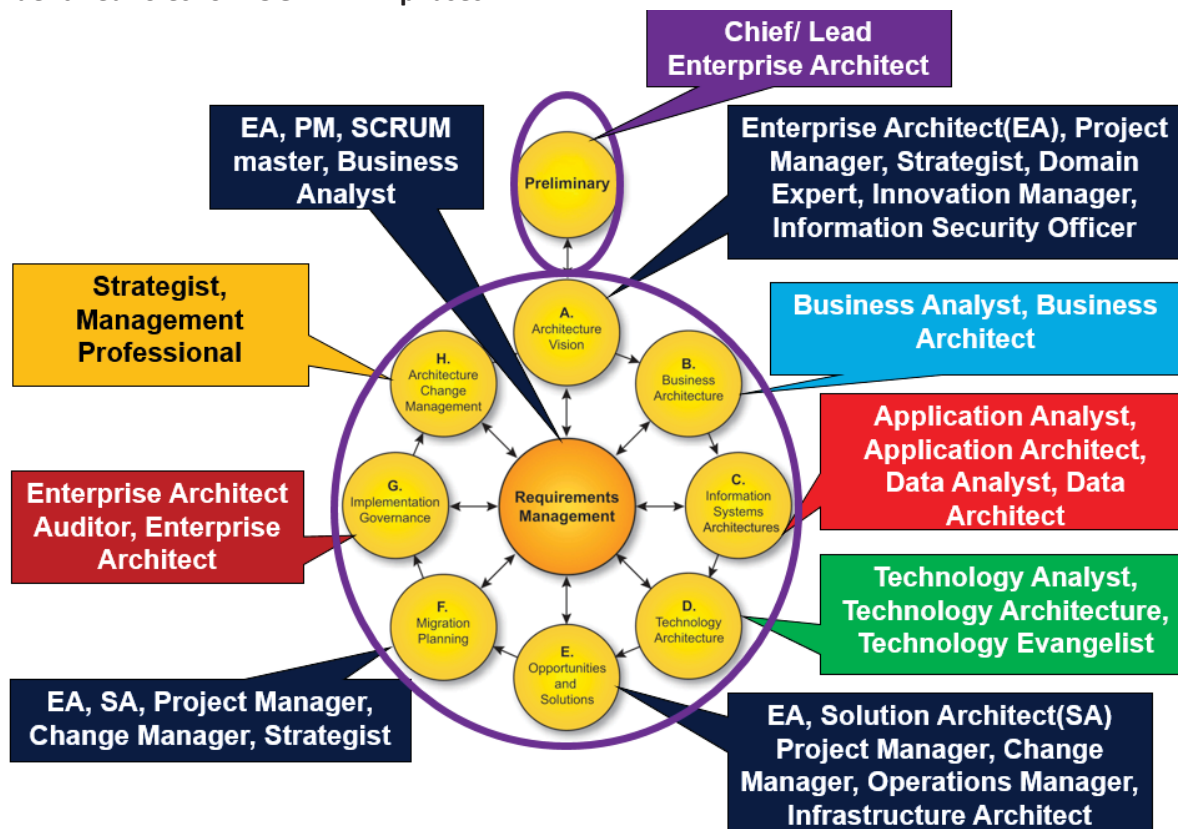 Chief/ Lead
Enterprise Architect
EA, PM, SCRUM
master, Business
Analyst
Enterprise Architect(EA), Project
Manager, Strategist, Domain
Expert, Innovation Manager,
Information Security Officer
Preliminary
Strategist,
Management
Professional
A.
Architecture
Vision
Business Analyst, Business
Architect
H.
Architecture
Change
Management
B.
Business
Architecture
Application Analyst,
Application Architect,
Data Analyst, Data
Architect
Enterprise Architect
Auditor, Enterprise
Architect
G.
Implementation
Governance
Requirements
Management
C.
Information
Systems
Architectures
Technology Analyst,
Technology Architecture,
Technology Evangelist
F.
Migration
Planning
D.
Technology
Architecture
E.
Opportunities
and
Solutions
EA, SA, Project Manager,
Change Manager, Strategist
EA, Solution Architect(SA)
Project Manager, Change
Manager, Operations Manager,
Infrastructure Architect